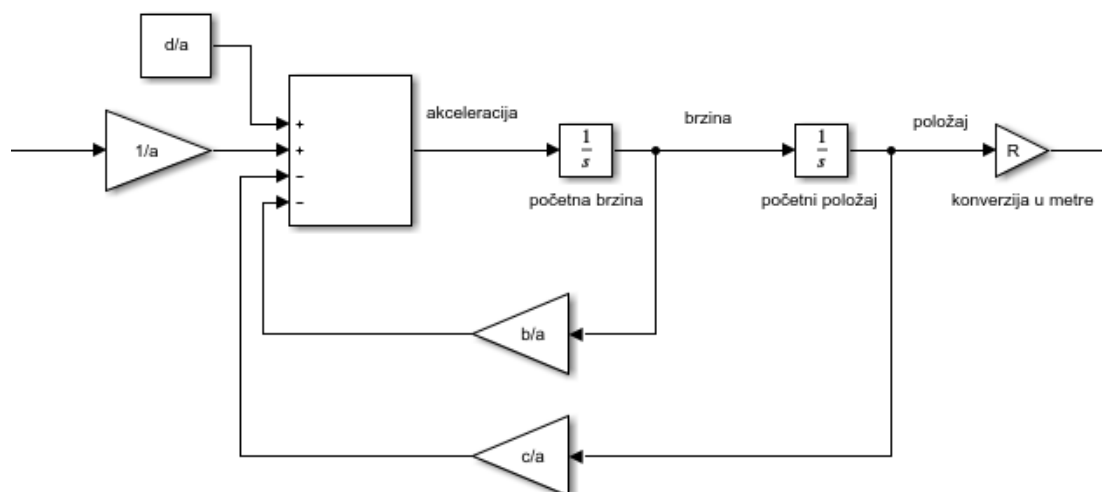 d/a
1/a
+
+
−
−
akceleracija
1
s
početna brzina
brzina
1
s
početni položaj
položaj
R
konverzija u metre
b/a
c/a